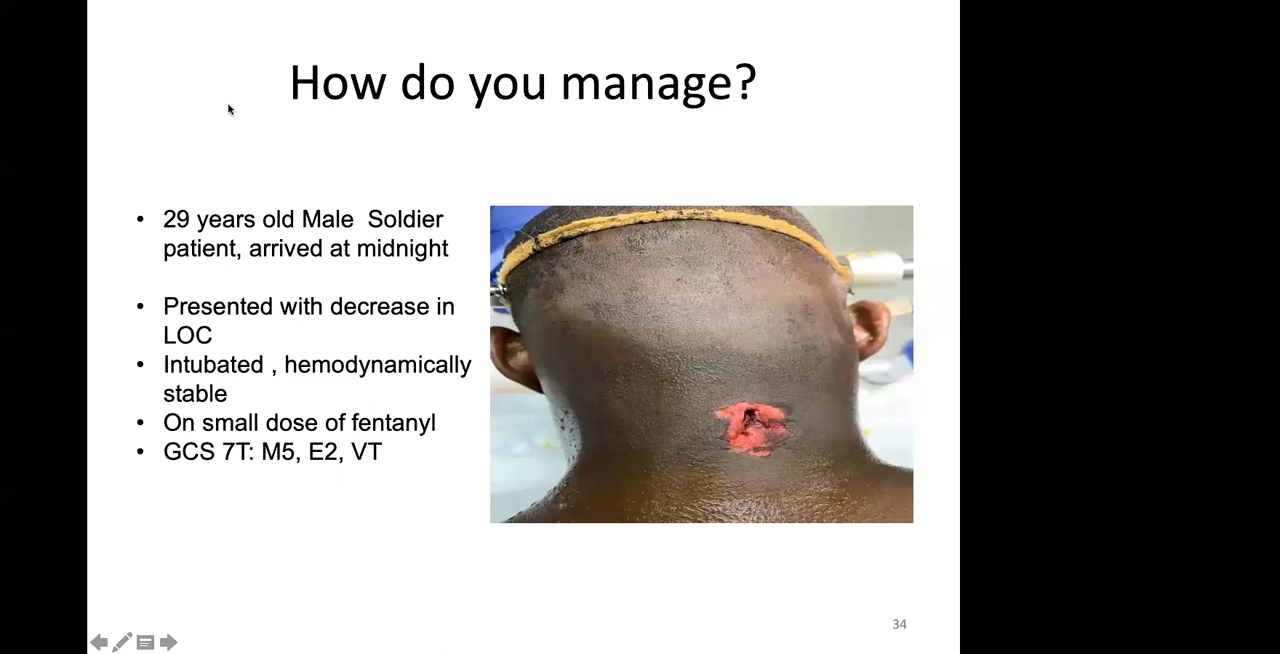 How do you manage?
• 29 years old Male Soldier
patient, arrived at midnight
• Presented with decrease in
LOC
• Intubated , hemodynamically
stable
• On small dose of fentanyl
• GCS 7T: M5, E2, VT
34